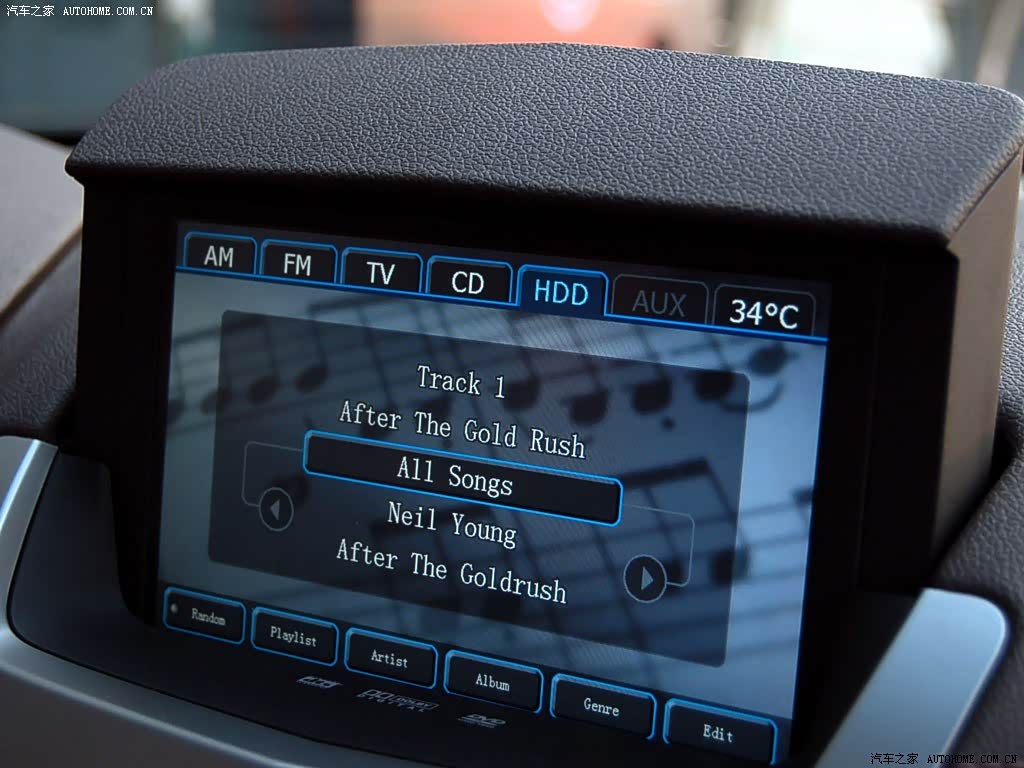 汽车之家 AUTOHOME.COM.CN
AM FM TV CD HDD AUX 34°C
Track 1
After The Gold Rush
All Songs
Neil Young
After The Goldrush
Random Playlist Artist Album Genre Edit
汽车之家 AUTOHOME.COM.CN